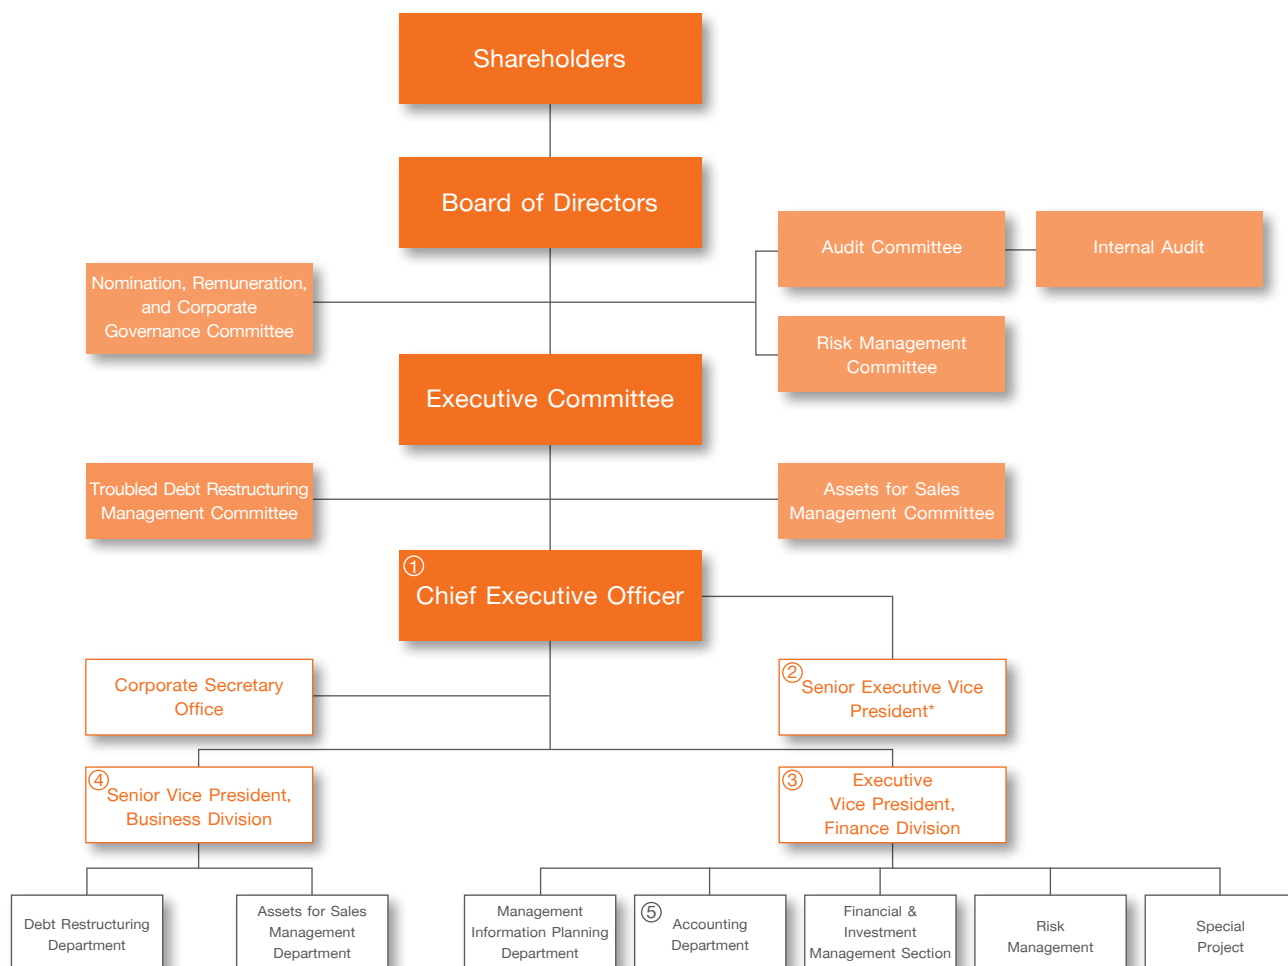 Shareholders
Board of Directors
Audit Committee
Internal Audit
Nomination, Remuneration,
and Corporate
Governance Committee
Risk Management
Committee
Executive Committee
Troubled Debt Restructuring
Management Committee
Assets for Sales
Management Committee
①
Chief Executive Officer
Corporate Secretary
Office
②
Senior Executive Vice
President*
④
Senior Vice President,
Business Division
③
Executive
Vice President,
Finance Division
Debt Restructuring
Department
Assets for Sales
Management
Department
Management
Information Planning
Department
⑤
Accounting
Department
Financial &
Investment
Management Section
Risk
Management
Special
Project